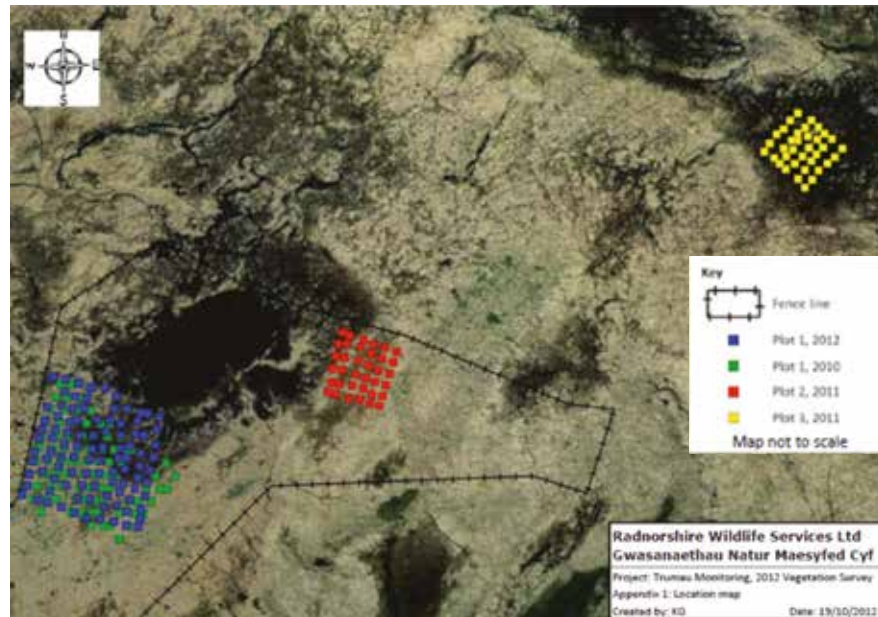 N
W E
S
Key
Fence line
Plot 1, 2012
Plot 1, 2010
Plot 2, 2011
Plot 3, 2011
Map not to scale
Radnorshire Wildlife Services Ltd
Gwasanaethau Natur Maesyfed Cyf
Project: Trumau Monitoring, 2012 Vegetation Survey
Appendix 1: Location map
Created by: KG Date: 19/10/2012